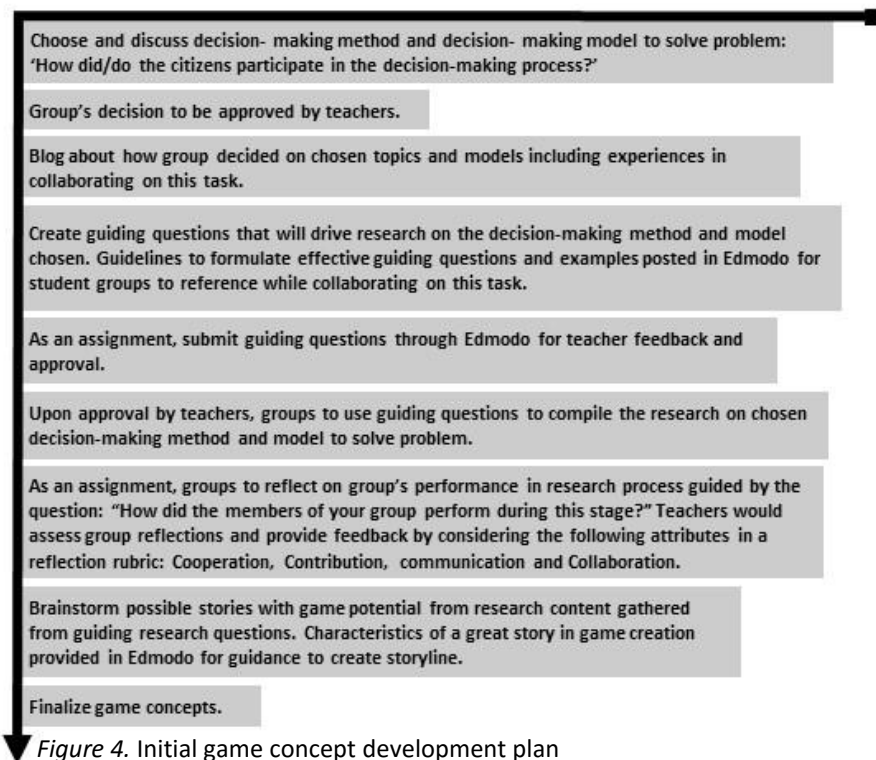 Choose and discuss decision- making method and decision- making model to solve problem:
‘How did/do the citizens participate in the decision-making process?’
Group’s decision to be approved by teachers.
Blog about how group decided on chosen topics and models including experiences in
collaborating on this task.
Create guiding questions that will drive research on the decision-making method and model
chosen. Guidelines to formulate effective guiding questions and examples posted in Edmodo for
student groups to reference while collaborating on this task.
As an assignment, submit guiding questions through Edmodo for teacher feedback and
approval.
Upon approval by teachers, groups to use guiding questions to compile the research on chosen
decision-making method and model to solve problem.
As an assignment, groups to reflect on group’s performance in research process guided by the
question: “How did the members of your group perform during this stage?” Teachers would
assess group reflections and provide feedback by considering the following attributes in a
reflection rubric: Cooperation, Contribution, communication and Collaboration.
Brainstorm possible stories with game potential from research content gathered
from guiding research questions. Characteristics of a great story in game creation
provided in Edmodo for guidance to create storyline.
Finalize game concepts.
Figure 4. Initial game concept development plan